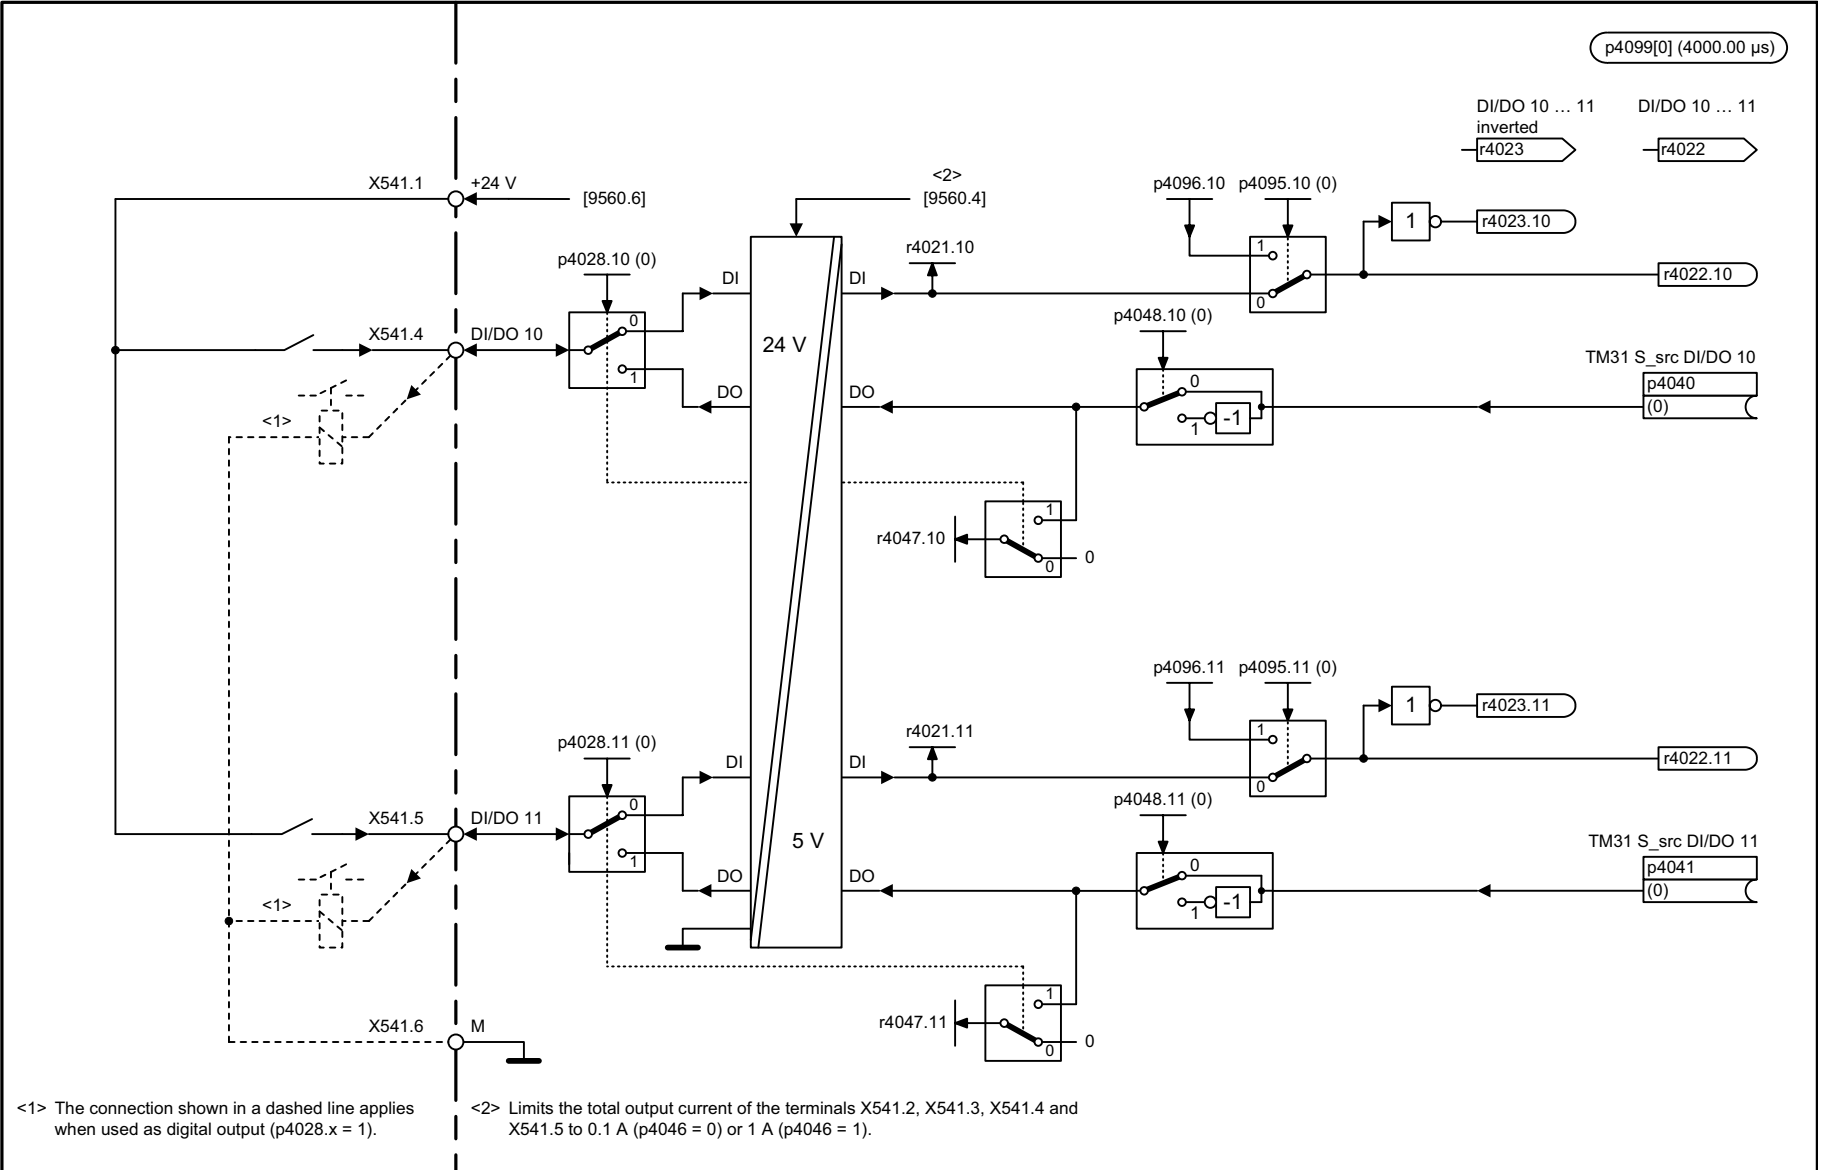 p4099[0] (4000.00 µs)
DI/DO 10 … 11 inverted
r4023
DI/DO 10 … 11
r4022
X541.1
+24 V
[9560.6]
<2>
[9560.4]
p4096.10
p4095.10 (0)
1
0
1
r4023.10
r4022.10
p4028.10 (0)
0
1
DI
DI
r4021.10
X541.4
DI/DO 10
24 V
p4048.10 (0)
0
1
-1
TM31 S_src DI/DO 10
p4040
(0)
DO
DO
<1>
r4047.10
1
0
0
p4096.11
p4095.11 (0)
1
0
1
r4023.11
r4022.11
p4028.11 (0)
0
1
DI
DI
r4021.11
X541.5
DI/DO 11
5 V
p4048.11 (0)
0
1
-1
TM31 S_src DI/DO 11
p4041
(0)
DO
DO
<1>
r4047.11
1
0
0
X541.6
M
<1> The connection shown in a dashed line applies
when used as digital output (p4028.x = 1).
<2> Limits the total output current of the terminals X541.2, X541.3, X541.4 and
X541.5 to 0.1 A (p4046 = 0) or 1 A (p4046 = 1).